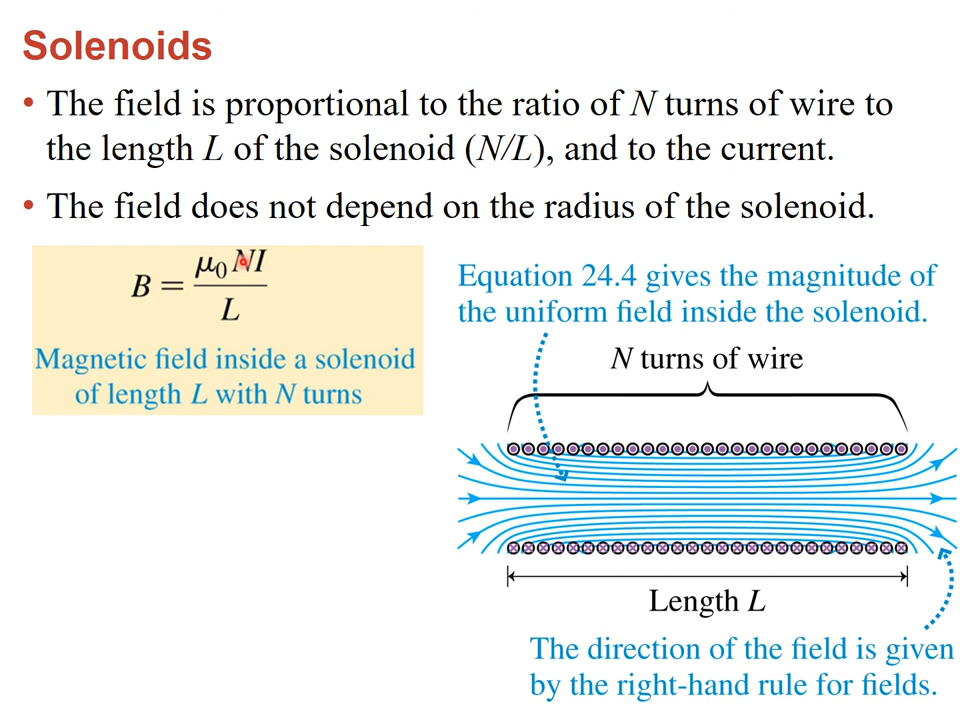 Solenoids
• The field is proportional to the ratio of N turns of wire to
the length L of the solenoid (N/L), and to the current.
• The field does not depend on the radius of the solenoid.
B = μ₀ NI / L
Magnetic field inside a solenoid
of length L with N turns
Equation 24.4 gives the magnitude of
the uniform field inside the solenoid.
N turns of wire
Length L
The direction of the field is given
by the right-hand rule for fields.